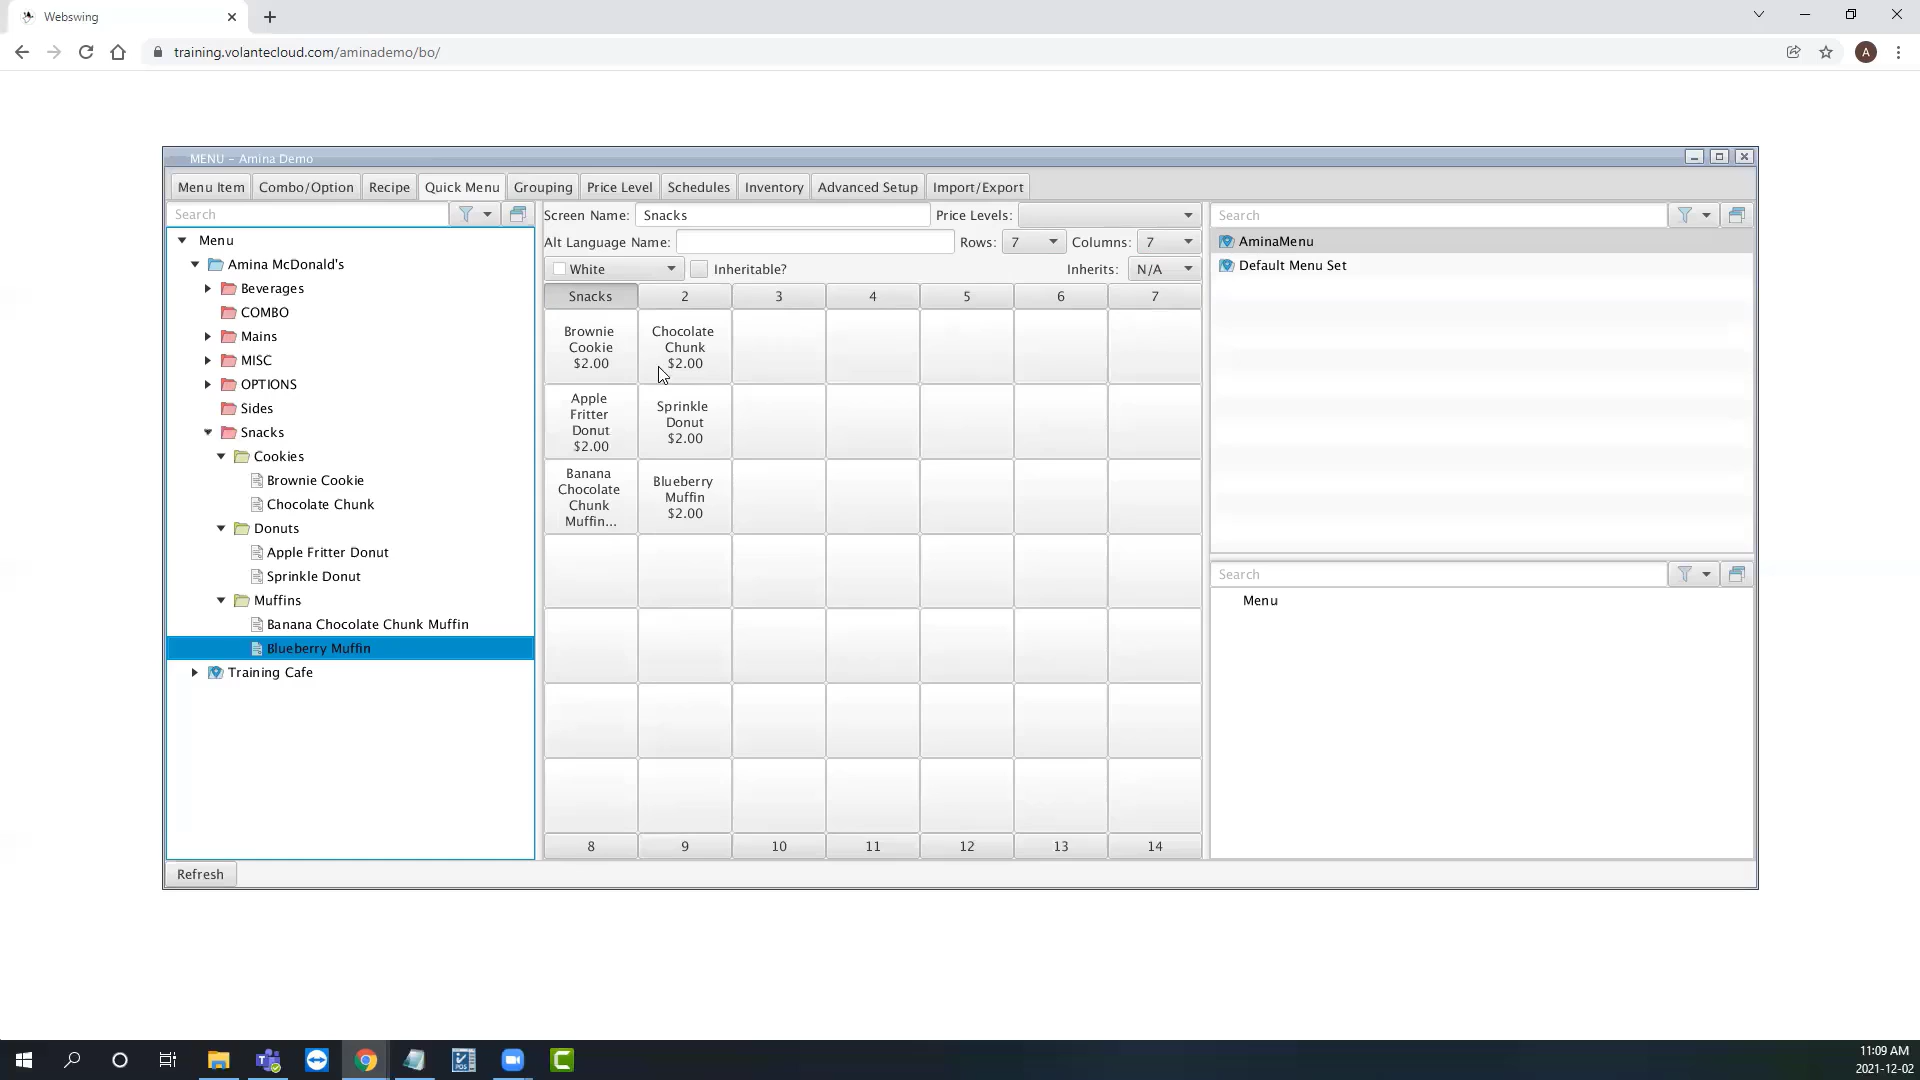 Webswing
training.volantecloud.com/aminademo/bo/
A
MENU - Amina Demo
Menu Item
Combo/Option
Recipe
Quick Menu
Grouping
Price Level
Schedules
Inventory
Advanced Setup
Import/Export
Search
Menu
Amina McDonald's
Beverages
COMBO
Mains
MISC
OPTIONS
Sides
Snacks
Cookies
Brownie Cookie
Chocolate Chunk
Donuts
Apple Fritter Donut
Sprinkle Donut
Muffins
Banana Chocolate Chunk Muffin
Blueberry Muffin
Training Cafe
Refresh
Screen Name: Snacks
Price Levels:
Alt Language Name:
Rows: 7
Columns: 7
White
Inheritable?
Inherits: N/A
Snacks 2 3 4 5 6 7
Brownie
Cookie
$2.00
Chocolate
Chunk
$2.00
Apple
Fritter
Donut
$2.00
Sprinkle
Donut
$2.00
Banana
Chocolate
Chunk
Muffin...
Blueberry
Muffin
$2.00
8 9 10 11 12 13 14
Search
AminaMenu
Default Menu Set
Search
Menu
POS
11:09 AM
2021-12-02